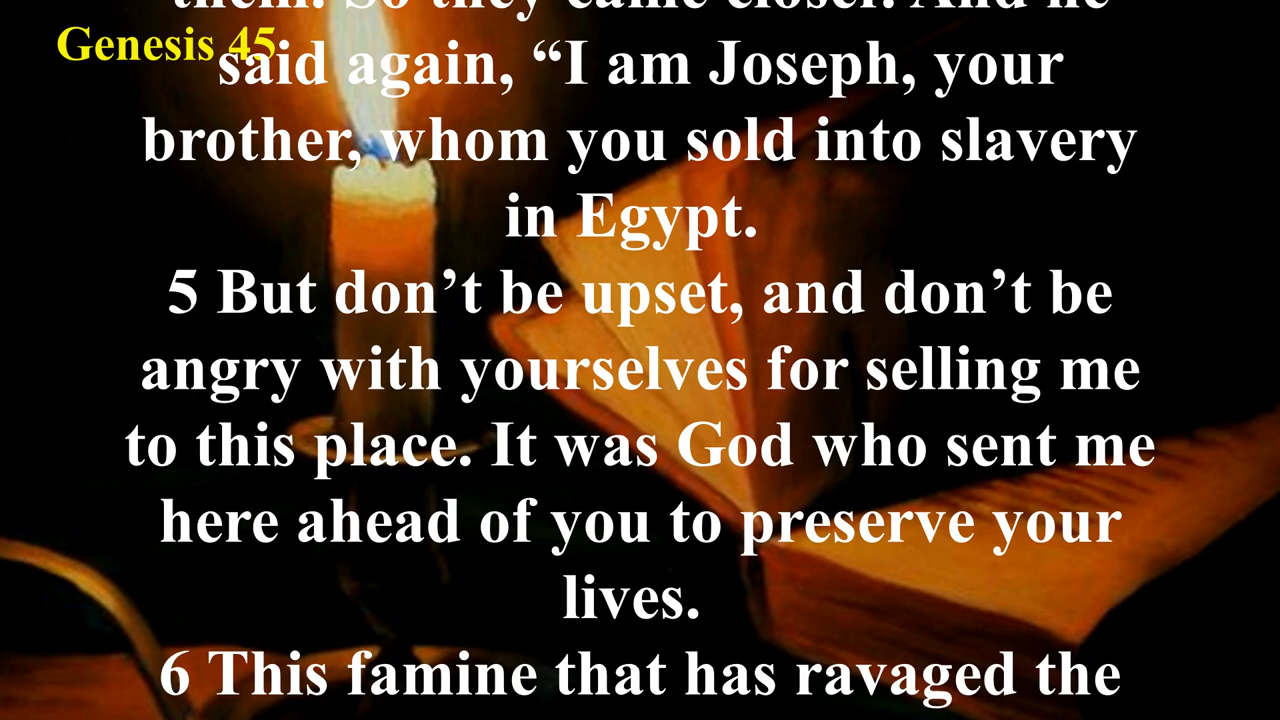 them. So they came closer. And he
Genesis 45
said again, “I am Joseph, your
brother, whom you sold into slavery
in Egypt.
5 But don’t be upset, and don’t be
angry with yourselves for selling me
to this place. It was God who sent me
here ahead of you to preserve your
lives.
6 This famine that has ravaged the